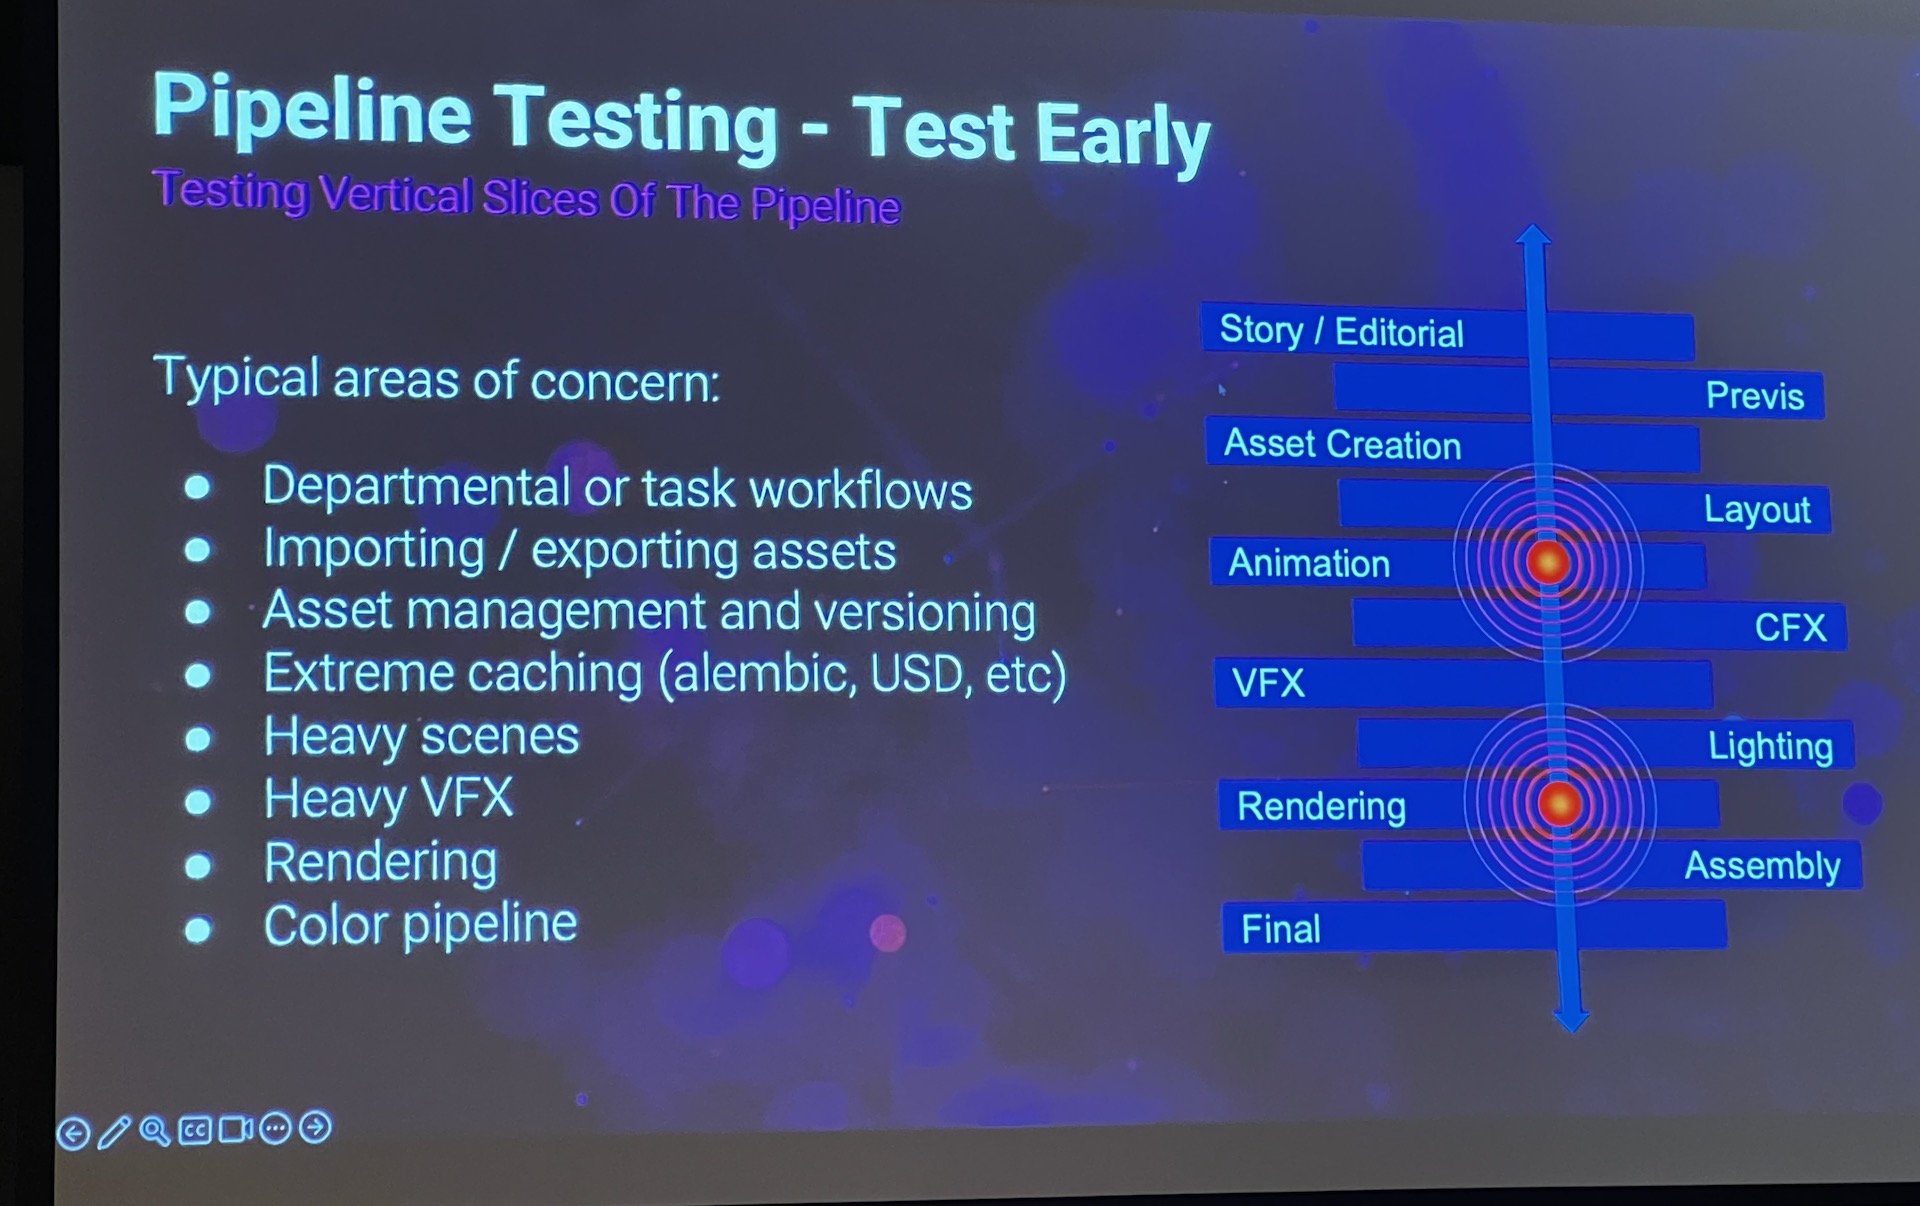 Pipeline Testing - Test Early
Testing Vertical Slices Of The Pipeline
Typical areas of concern:
● Departmental or task workflows
● Importing / exporting assets
● Asset management and versioning
● Extreme caching (alembic, USD, etc)
● Heavy scenes
● Heavy VFX
● Rendering
● Color pipeline
Story / Editorial
Previs
Asset Creation
Layout
Animation
CFX
VFX
Lighting
Rendering
Assembly
Final
CC